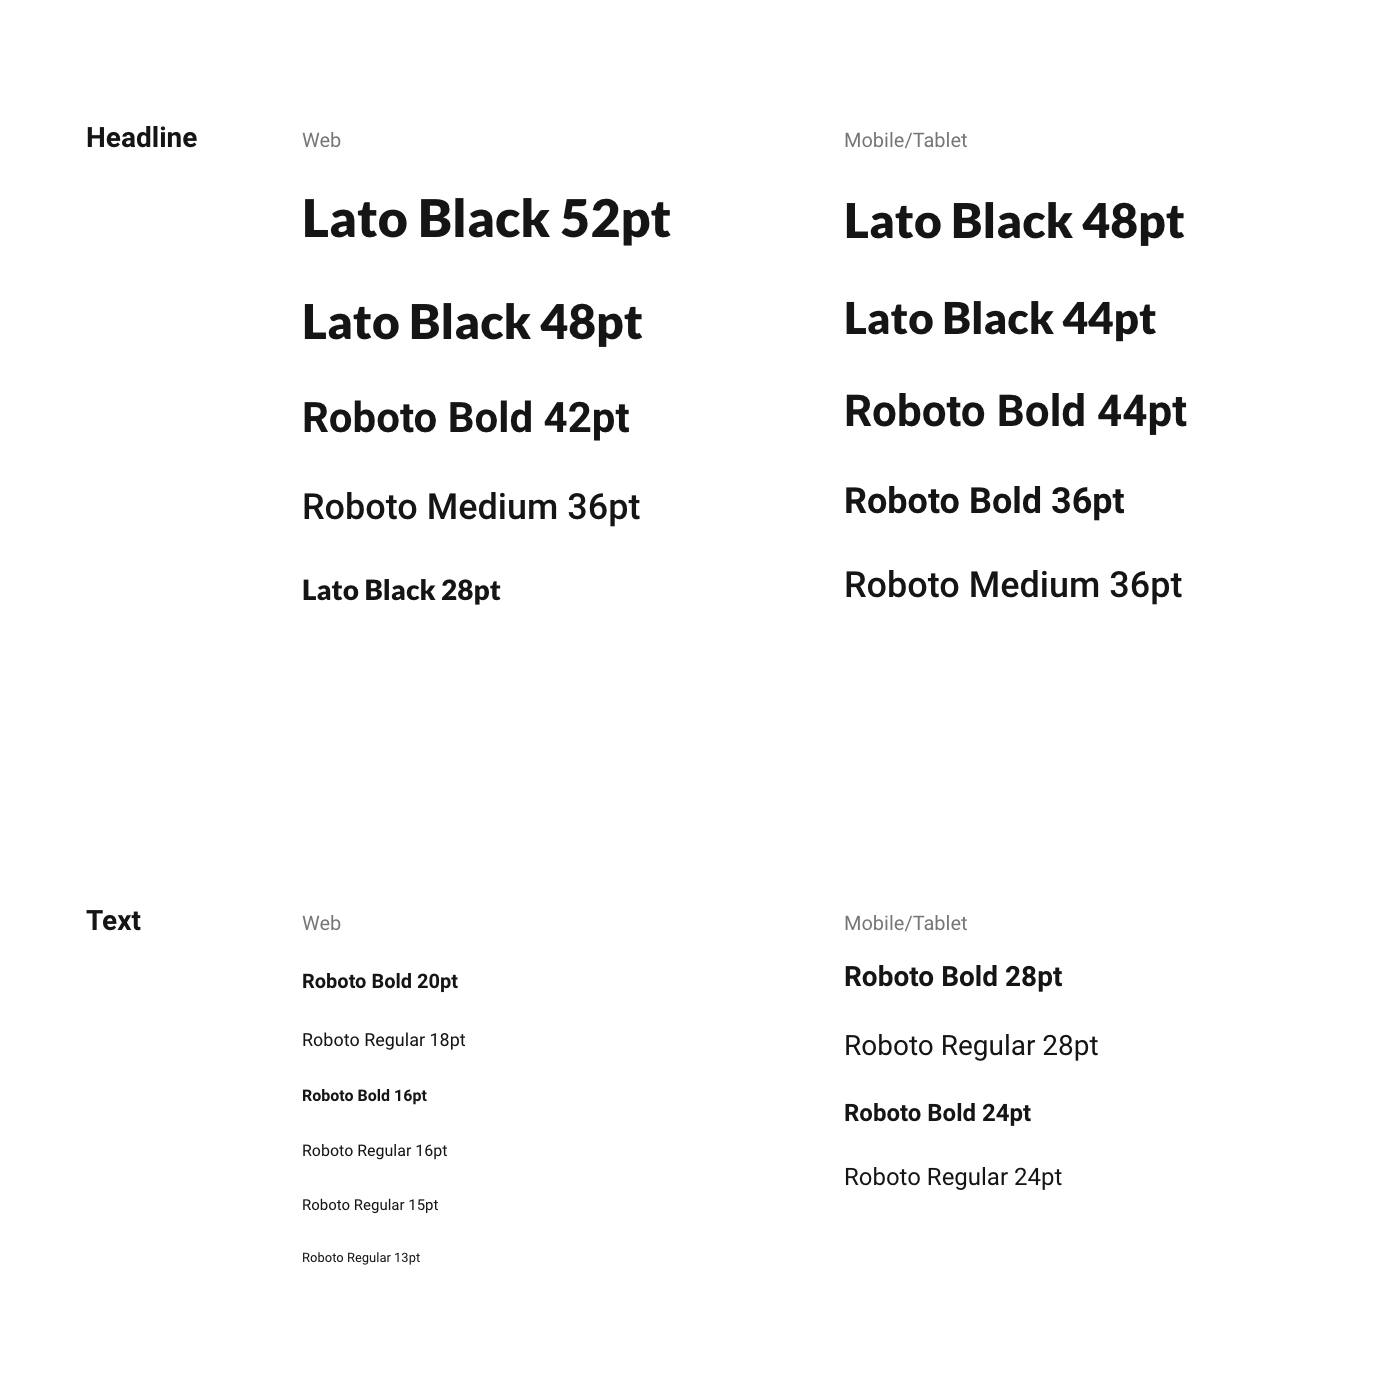 Headline
Web
Lato Black 52pt
Lato Black 48pt
Roboto Bold 42pt
Roboto Medium 36pt
Lato Black 28pt
Mobile/Tablet
Lato Black 48pt
Lato Black 44pt
Roboto Bold 44pt
Roboto Bold 36pt
Roboto Medium 36pt
Text
Web
Roboto Bold 20pt
Roboto Regular 18pt
Roboto Bold 16pt
Roboto Regular 16pt
Roboto Regular 15pt
Roboto Regular 13pt
Mobile/Tablet
Roboto Bold 28pt
Roboto Regular 28pt
Roboto Bold 24pt
Roboto Regular 24pt